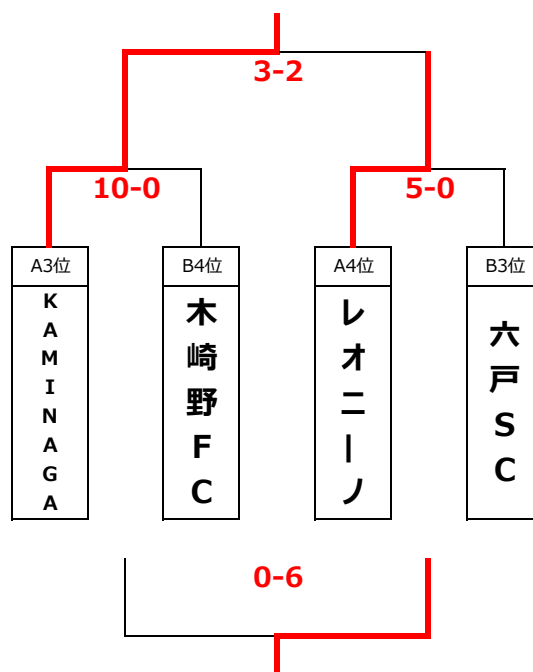 3-2
10-0
5-0
A3位
B4位
A4位
B3位
KAMINAGA
木崎野FC
レオニーノ
六戸SC
0-6